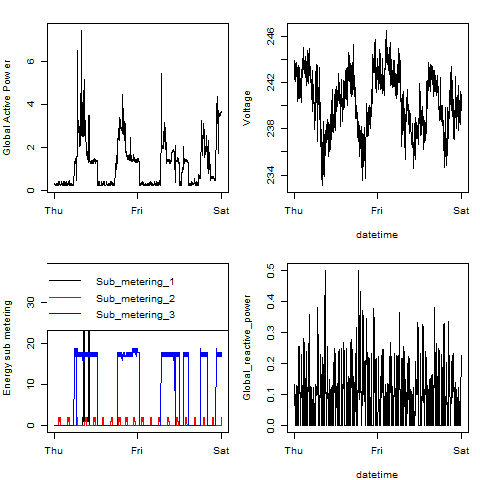 Global Active Power
0
2
4
6
Thu
Fri
Sat
Voltage
234
238
242
246
Thu
Fri
Sat
datetime
Energy sub metering
0
10
20
30
Sub_metering_1
Sub_metering_2
Sub_metering_3
Thu
Fri
Sat
Global_reactive_power
0.0
0.1
0.2
0.3
0.4
0.5
Thu
Fri
Sat
datetime